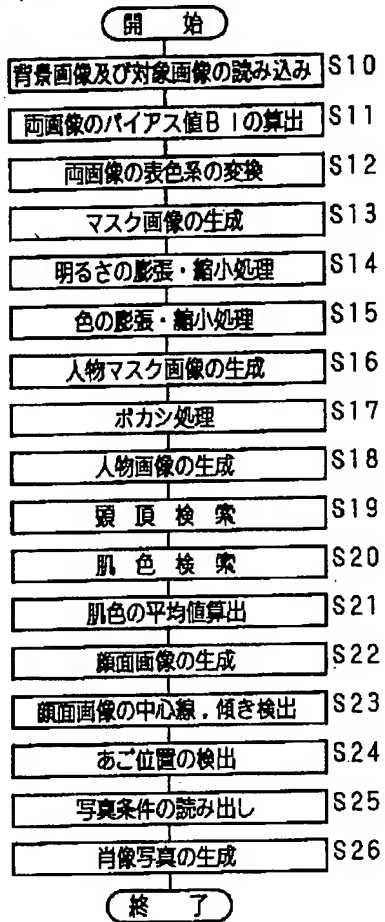 開 始
背景画像及び対象画像の読み込み S10
両画像のバイアス値BIの算出 S11
両画像の表色系の変換 S12
マスク画像の生成 S13
明るさの膨張・縮小処理 S14
色の膨張・縮小処理 S15
人物マスク画像の生成 S16
ボカシ処理 S17
人物画像の生成 S18
頭 頂 検 索 S19
肌 色 検 索 S20
肌色の平均値算出 S21
顔面画像の生成 S22
顔面画像の中心線，傾き検出 S23
あご位置の検出 S24
写真条件の読み出し S25
肖像写真の生成 S26
終 了